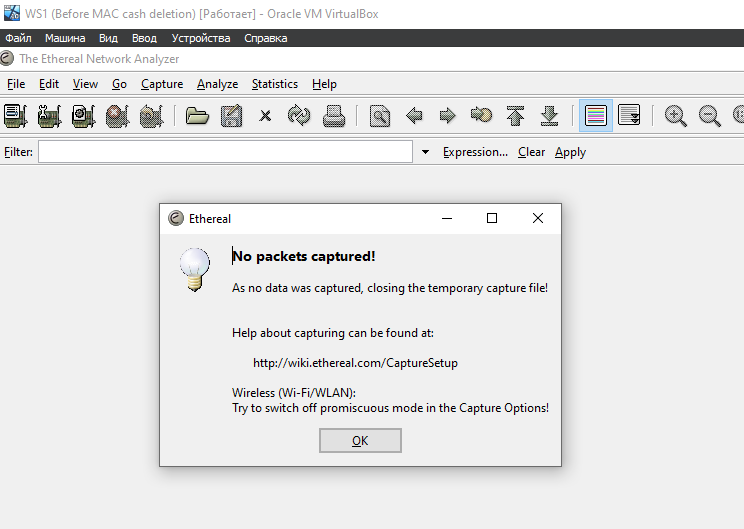 WS1 (Before MAC cash deletion) [Работает] - Oracle VM VirtualBox
Файл Машина Вид Ввод Устройства Справка
The Ethereal Network Analyzer
File Edit View Go Capture Analyze Statistics Help
Filter: Expression... Clear Apply
Ethereal
No packets captured!
As no data was captured, closing the temporary capture file!
Help about capturing can be found at:
http://wiki.ethereal.com/CaptureSetup
Wireless (Wi-Fi/WLAN):
Try to switch off promiscuous mode in the Capture Options!
OK